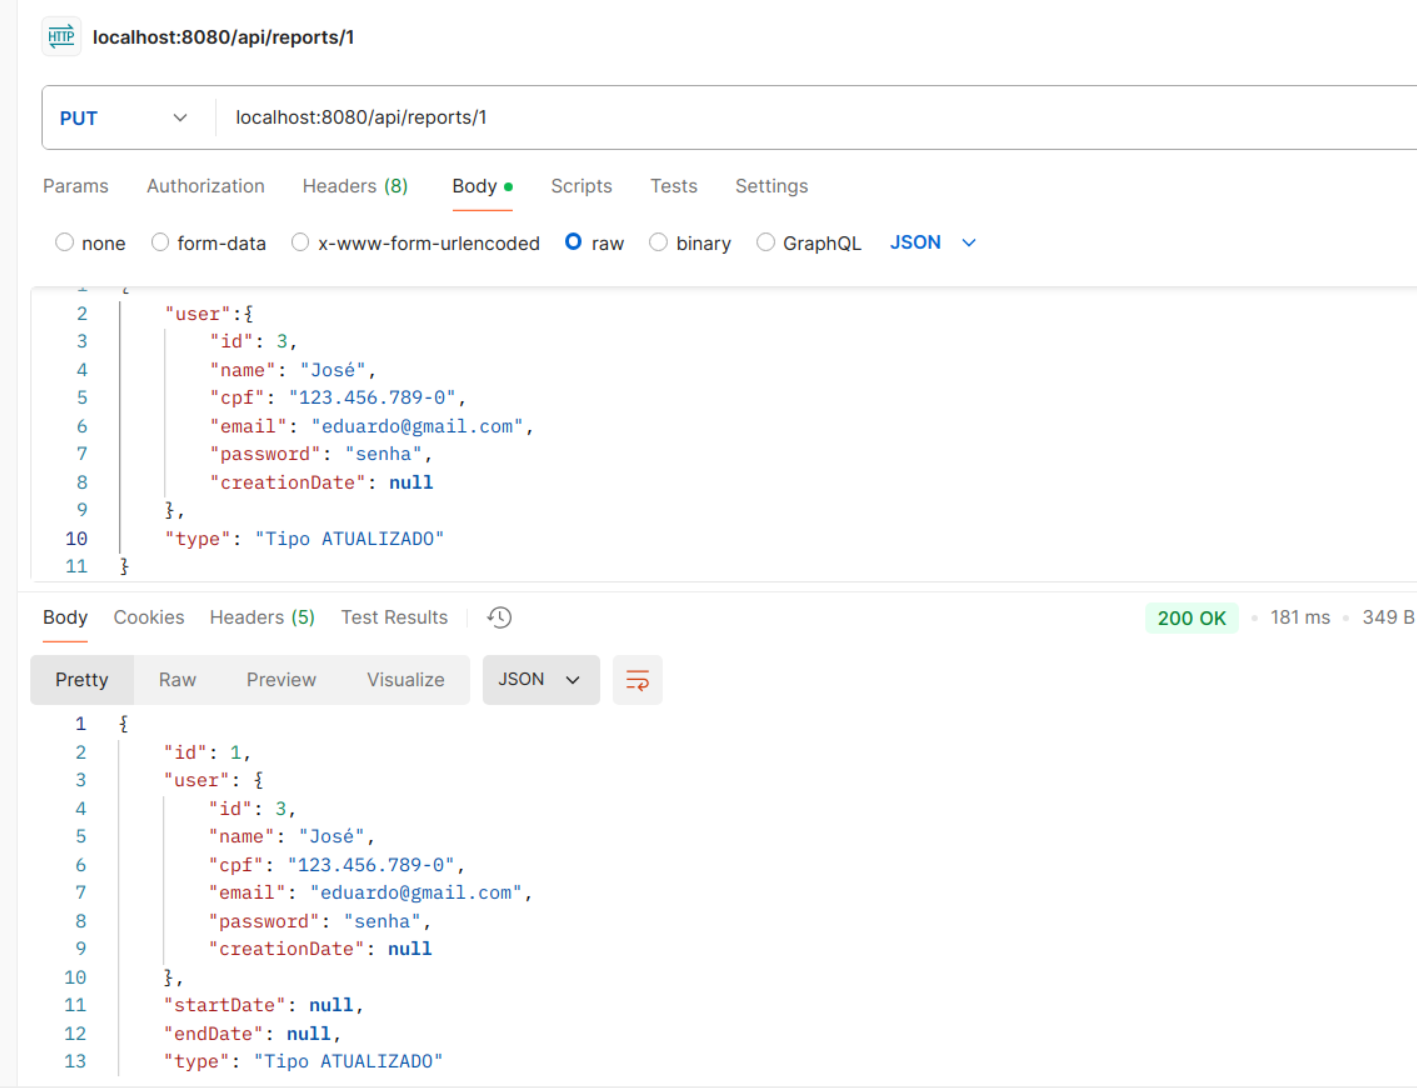 HTTP localhost:8080/api/reports/1
PUT localhost:8080/api/reports/1
Params Authorization Headers (8) Body Scripts Tests Settings
none form-data x-www-form-urlencoded raw binary GraphQL JSON
1 {
2 "user":{
3 "id": 3,
4 "name": "José",
5 "cpf": "123.456.789-0",
6 "email": "eduardo@gmail.com",
7 "password": "senha",
8 "creationDate": null
9 },
10 "type": "Tipo ATUALIZADO"
11 }
Body Cookies Headers (5) Test Results 200 OK 181 ms 349 B
Pretty Raw Preview Visualize JSON
1 {
2 "id": 1,
3 "user": {
4 "id": 3,
5 "name": "José",
6 "cpf": "123.456.789-0",
7 "email": "eduardo@gmail.com",
8 "password": "senha",
9 "creationDate": null
10 },
11 "startDate": null,
12 "endDate": null,
13 "type": "Tipo ATUALIZADO"